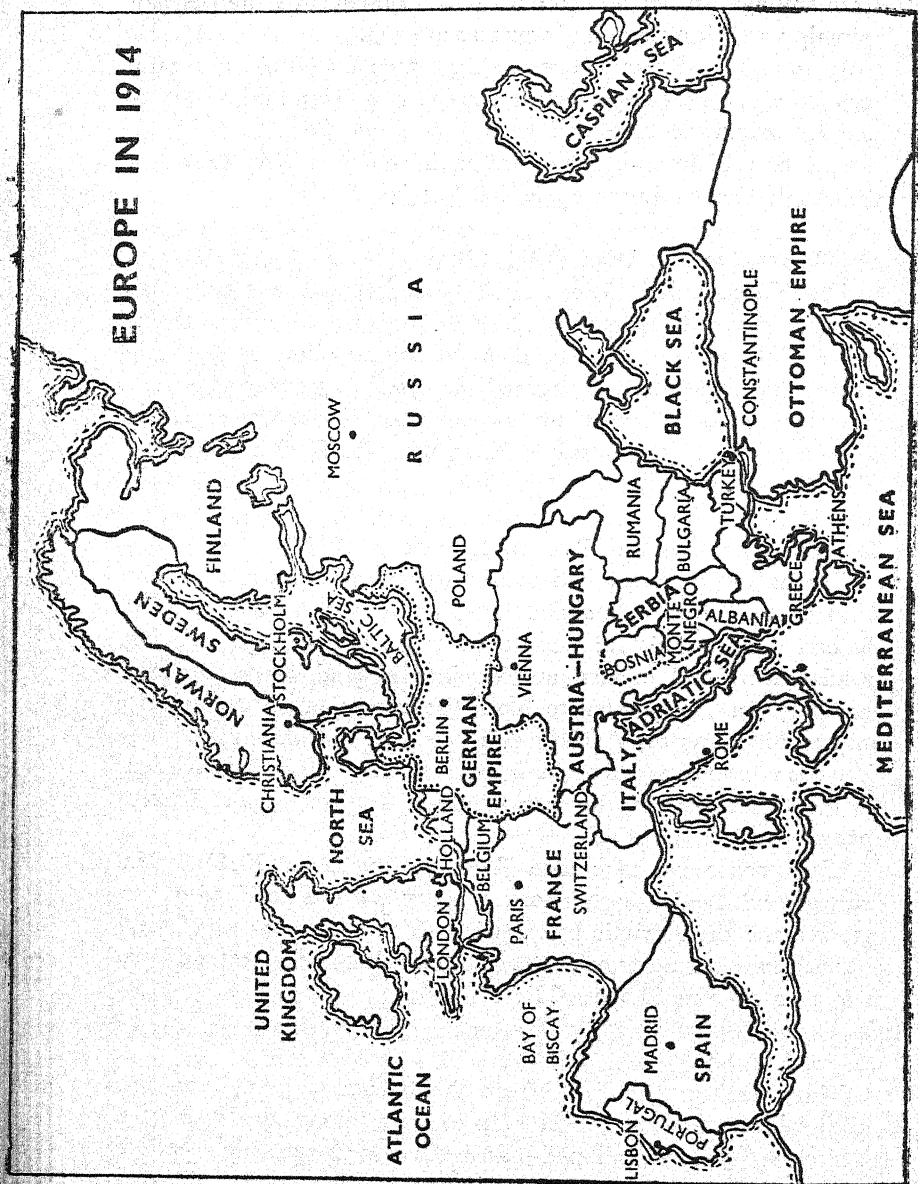 EUROPE IN 1914
NORWAY
SWEDEN
FINLAND
CHRISTIANIA
STOCKHOLM
BALTIC
SEA
MOSCOW
RUSSIA
CASPIAN SEA
UNITED
KINGDOM
NORTH
SEA
ATLANTIC
OCEAN
LONDON
HOLLAND
BELGIUM
BERLIN
GERMAN
EMPIRE
POLAND
PARIS
FRANCE
SWITZERLAND
VIENNA
AUSTRIA-HUNGARY
BAY OF
BISCAY
ITALY
ADRIATIC SEA
BOSNIA
SERBIA
MONTE
NEGRO
ALBANIA
RUMANIA
BULGARIA
TURKEY
BLACK SEA
CONSTANTINOPLE
OTTOMAN EMPIRE
LISBON
PORTUGAL
MADRID
SPAIN
ROME
GREECE
ATHENS
MEDITERRANEAN SEA